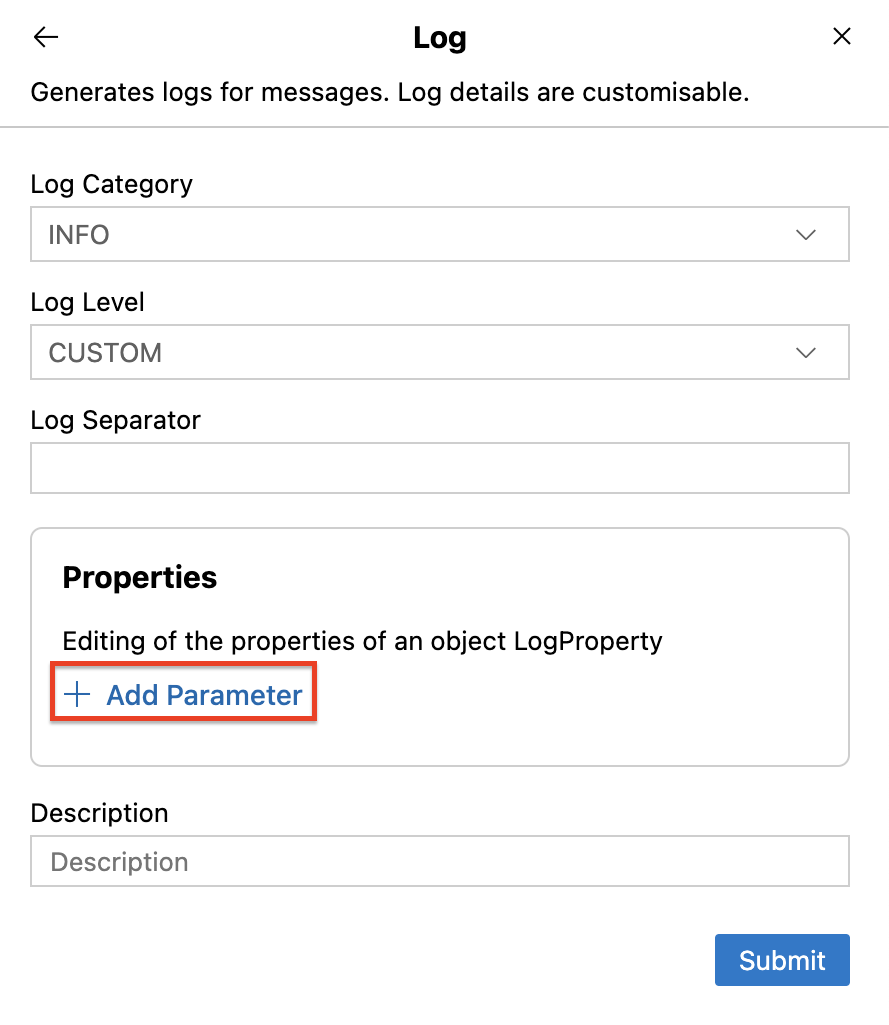 Log
Generates logs for messages. Log details are customisable.
Log Category
INFO
Log Level
CUSTOM
Log Separator
Properties
Editing of the properties of an object LogProperty
Add Parameter
Description
Description
Submit